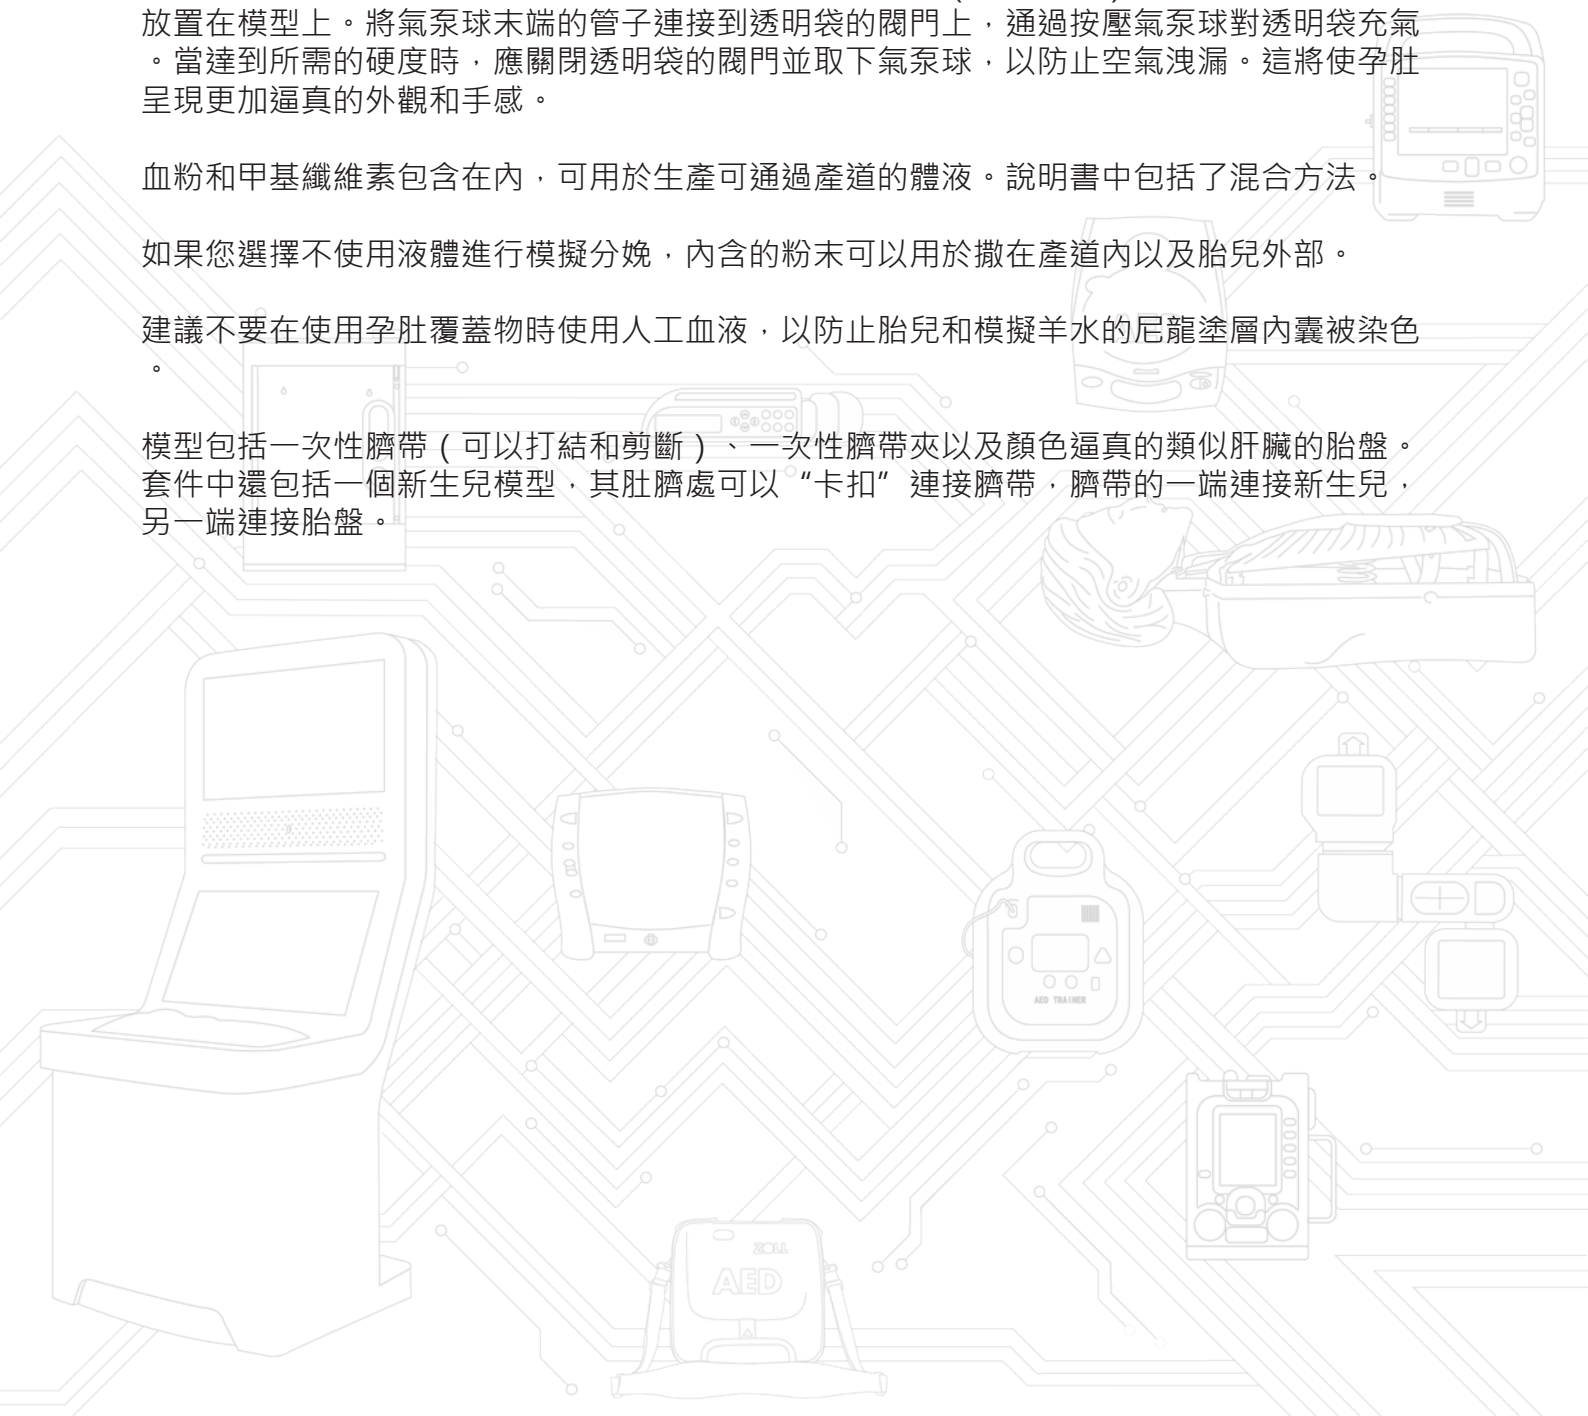 放置在模型上。將氣泵球末端的管子連接到透明袋的閥門上，通過按壓氣泵球對透明袋充氣
。當達到所需的硬度時，應關閉透明袋的閥門並取下氣泵球，以防止空氣洩漏。這將使孕肚
呈現更加逼真的外觀和手感。
血粉和甲基纖維素包含在內，可用於生產可通過產道的體液。說明書中包括了混合方法。
如果您選擇不使用液體進行模擬分娩，內含的粉末可以用於撒在產道內以及胎兒外部。
建議不要在使用孕肚覆蓋物時使用人工血液，以防止胎兒和模擬羊水的尼龍塗層內囊被染色
。
模型包括一次性臍帶（可以打結和剪斷）、一次性臍帶夾以及顏色逼真的類似肝臟的胎盤。
套件中還包括一個新生兒模型，其肚臍處可以“卡扣”連接臍帶，臍帶的一端連接新生兒，
另一端連接胎盤。
AED
AED TRAINER
ZOLL
AED